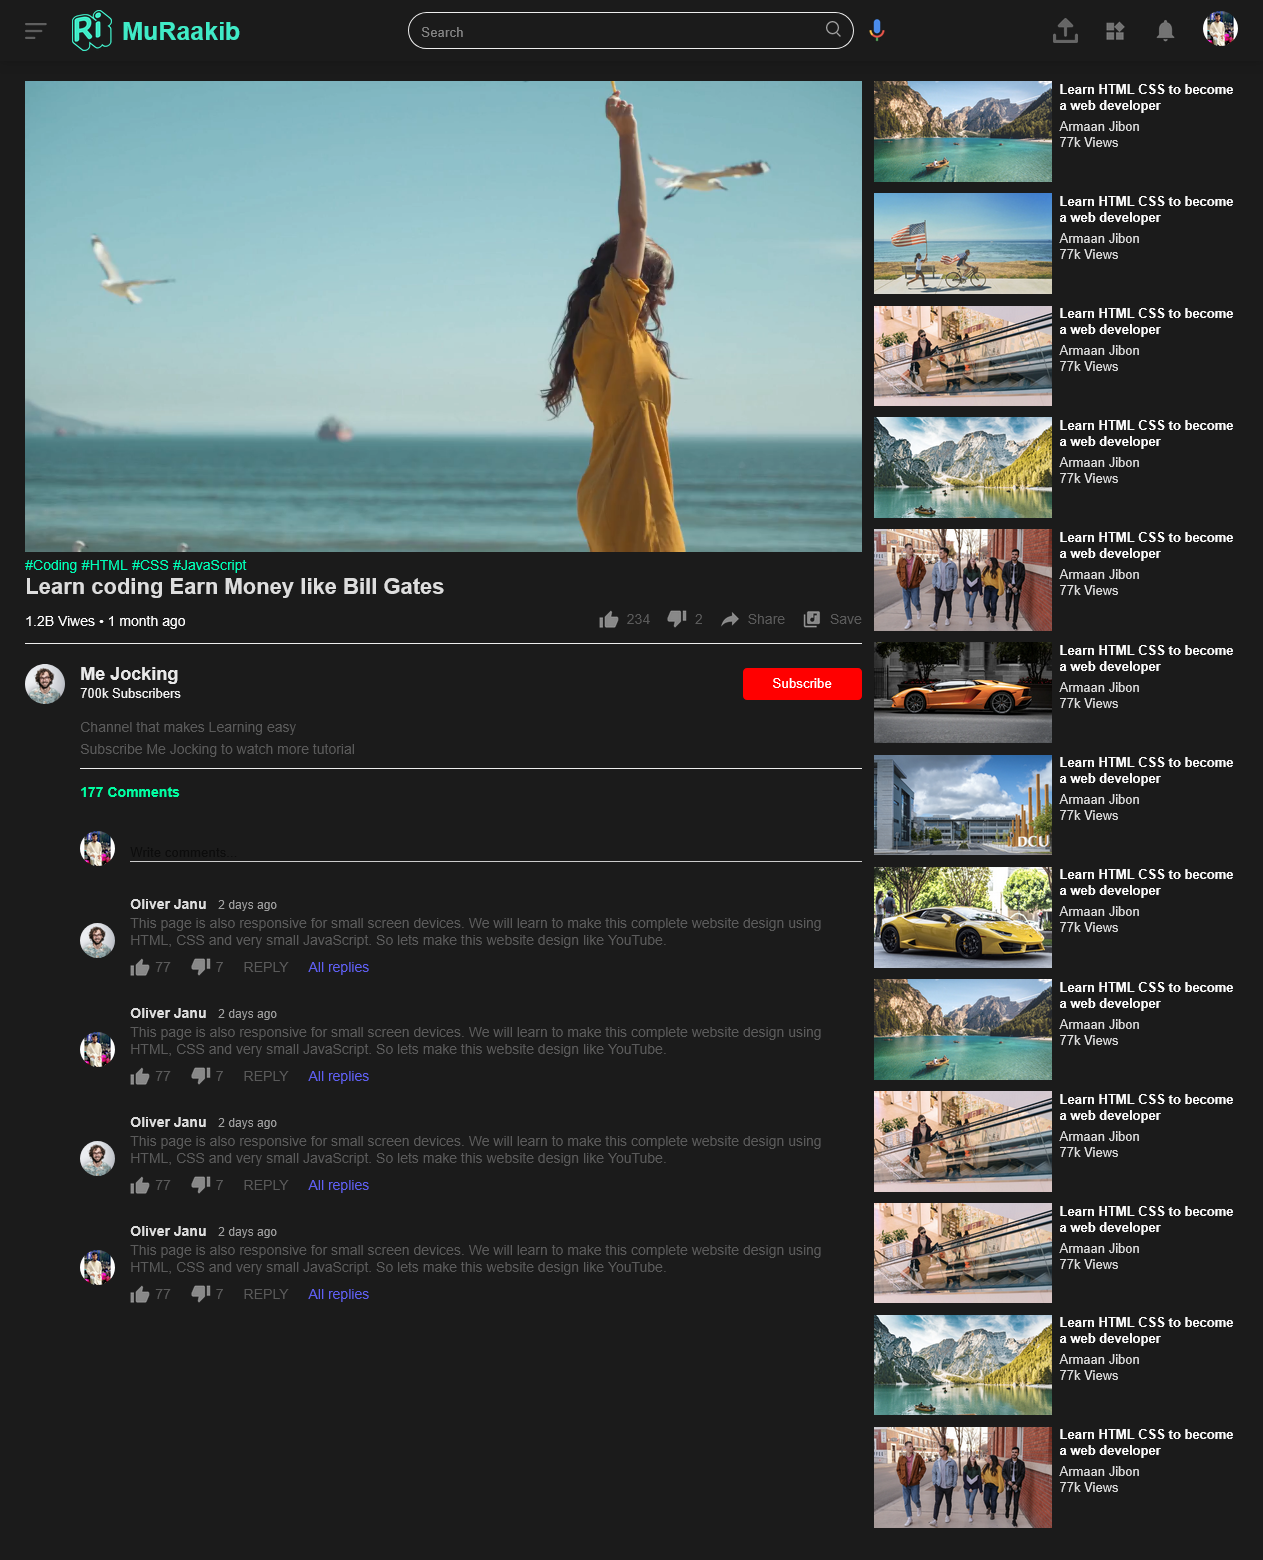 Ri MuRaakib
Search
#Coding #HTML #CSS #JavaScript
Learn coding Earn Money like Bill Gates
1.2B Viwes • 1 month ago
234 2 Share Save
Me Jocking
700k Subscribers
Subscribe
Channel that makes Learning easy
Subscribe Me Jocking to watch more tutorial
177 Comments
Write comments...
Oliver Janu 2 days ago
This page is also responsive for small screen devices. We will learn to make this complete website design using
HTML, CSS and very small JavaScript. So lets make this website design like YouTube.
77 7 REPLY All replies
Oliver Janu 2 days ago
This page is also responsive for small screen devices. We will learn to make this complete website design using
HTML, CSS and very small JavaScript. So lets make this website design like YouTube.
77 7 REPLY All replies
Oliver Janu 2 days ago
This page is also responsive for small screen devices. We will learn to make this complete website design using
HTML, CSS and very small JavaScript. So lets make this website design like YouTube.
77 7 REPLY All replies
Oliver Janu 2 days ago
This page is also responsive for small screen devices. We will learn to make this complete website design using
HTML, CSS and very small JavaScript. So lets make this website design like YouTube.
77 7 REPLY All replies
Learn HTML CSS to become
a web developer
Armaan Jibon
77k Views
Learn HTML CSS to become
a web developer
Armaan Jibon
77k Views
Learn HTML CSS to become
a web developer
Armaan Jibon
77k Views
Learn HTML CSS to become
a web developer
Armaan Jibon
77k Views
Learn HTML CSS to become
a web developer
Armaan Jibon
77k Views
Learn HTML CSS to become
a web developer
Armaan Jibon
77k Views
DCU
Learn HTML CSS to become
a web developer
Armaan Jibon
77k Views
Learn HTML CSS to become
a web developer
Armaan Jibon
77k Views
Learn HTML CSS to become
a web developer
Armaan Jibon
77k Views
Learn HTML CSS to become
a web developer
Armaan Jibon
77k Views
Learn HTML CSS to become
a web developer
Armaan Jibon
77k Views
Learn HTML CSS to become
a web developer
Armaan Jibon
77k Views
Learn HTML CSS to become
a web developer
Armaan Jibon
77k Views